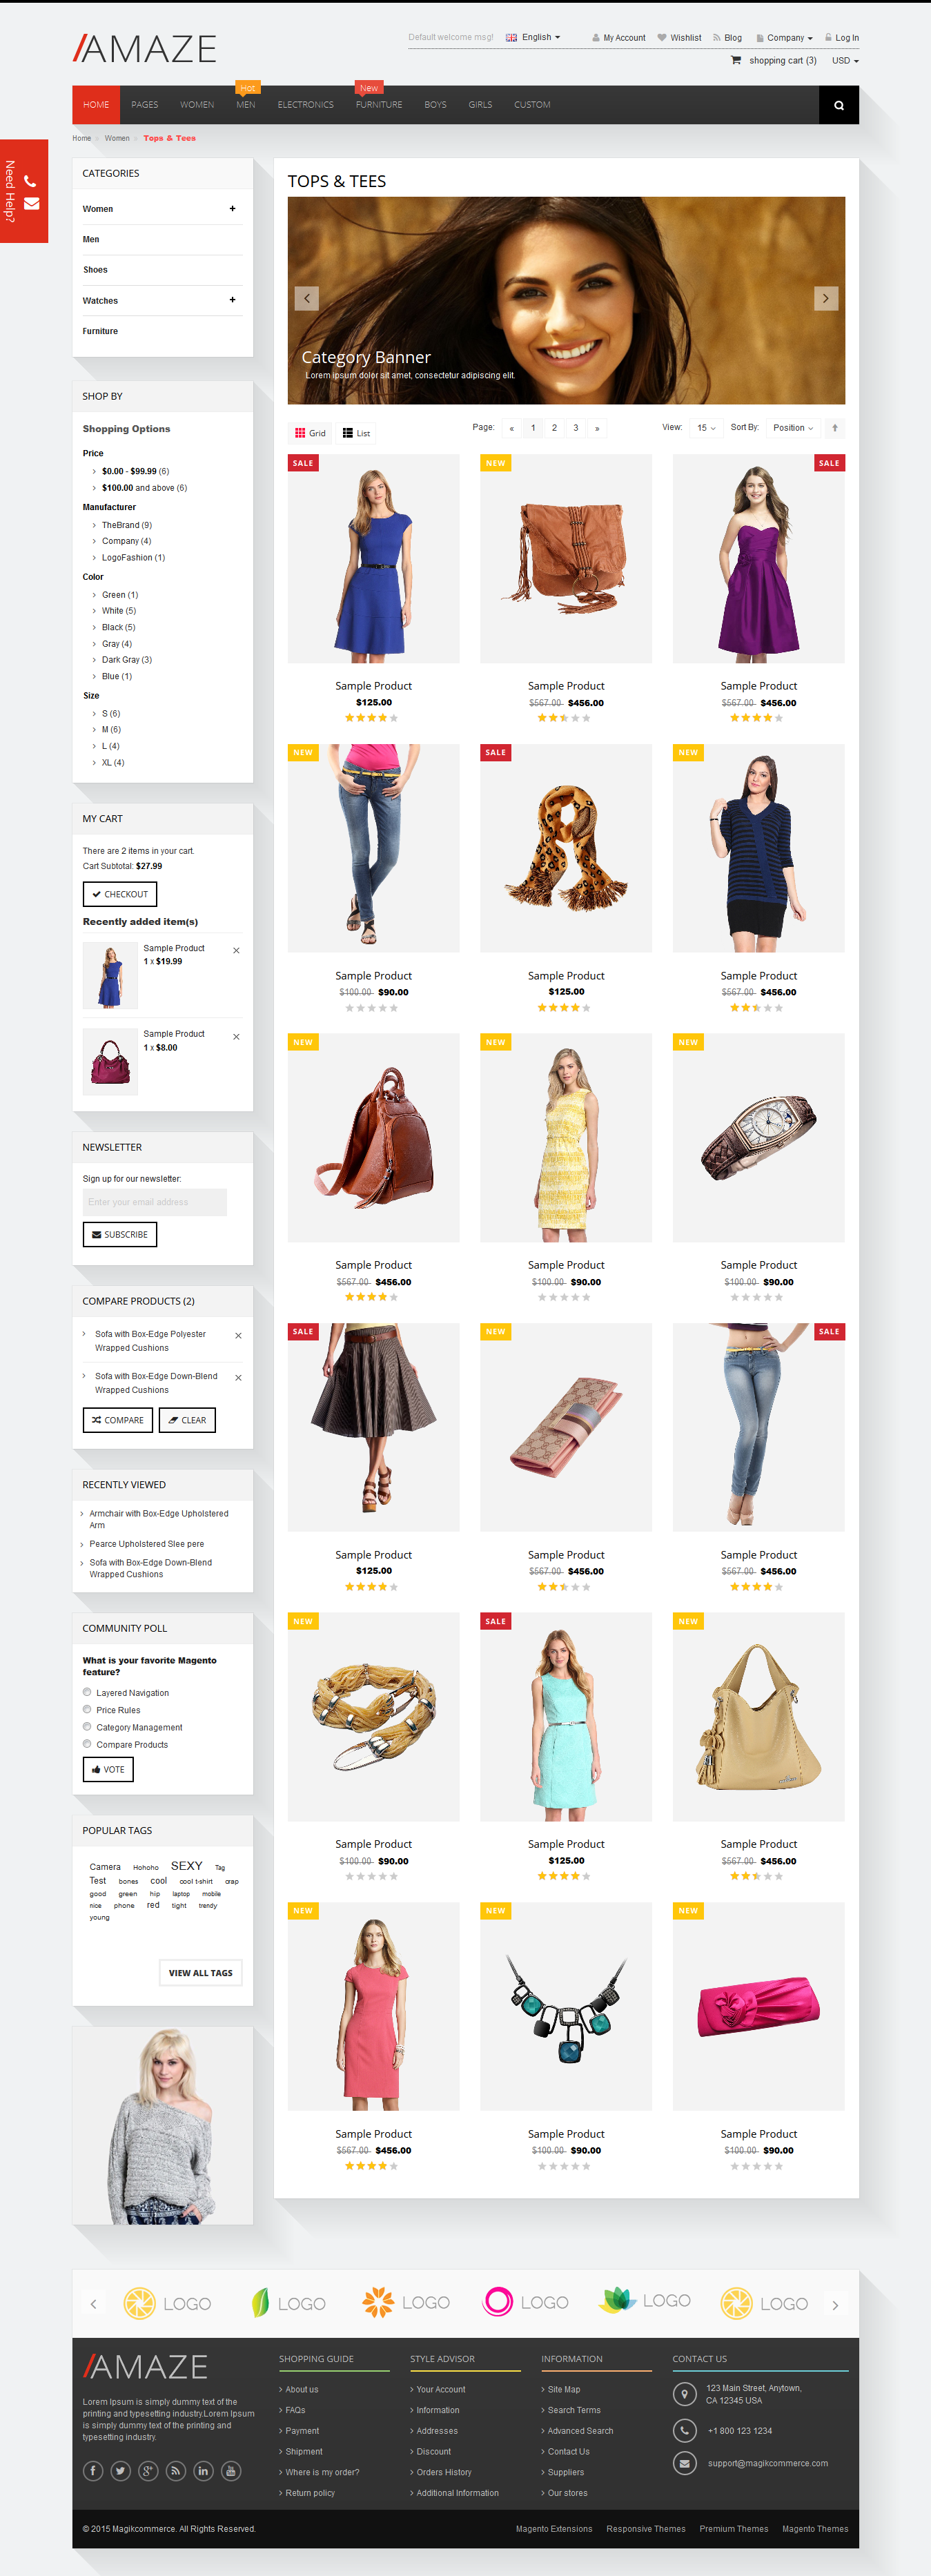 /AMAZE
Default welcome msg! English My Account Wishlist Blog Company Log In
shopping cart (3) USD
Hot New
HOME PAGES WOMEN MEN ELECTRONICS FURNITURE BOYS GIRLS CUSTOM
Home » Women » Tops & Tees
Need Help?
CATEGORIES
Women +
Men
Shoes
Watches +
Furniture
SHOP BY
Shopping Options
Price
$0.00 - $99.99 (6)
$100.00 and above (6)
Manufacturer
TheBrand (9)
Company (4)
LogoFashion (1)
Color
Green (1)
White (5)
Black (5)
Gray (4)
Dark Gray (3)
Blue (1)
Size
S (6)
M (6)
L (4)
XL (4)
MY CART
There are 2 items in your cart.
Cart Subtotal: $27.99
CHECKOUT
Recently added item(s)
Sample Product ×
1 x $19.99
Sample Product ×
1 x $8.00
NEWSLETTER
Sign up for our newsletter:
Enter your email address
SUBSCRIBE
COMPARE PRODUCTS (2)
Sofa with Box-Edge Polyester ×
Wrapped Cushions
Sofa with Box-Edge Down-Blend ×
Wrapped Cushions
COMPARE CLEAR
RECENTLY VIEWED
Armchair with Box-Edge Upholstered
Arm
Pearce Upholstered Slee pere
Sofa with Box-Edge Down-Blend
Wrapped Cushions
COMMUNITY POLL
What is your favorite Magento
feature?
Layered Navigation
Price Rules
Category Management
Compare Products
VOTE
POPULAR TAGS
Camera Hohoho SEXY Tag
Test bones cool cool t-shirt crap
good green hip laptop mobile
nice phone red tight trendy
young
VIEW ALL TAGS
TOPS & TEES
Category Banner
Lorem ipsum dolor sit amet, consectetur adipiscing elit.
Grid List Page: « 1 2 3 » View: 15 Sort By: Position
SALE NEW SALE
Sample Product Sample Product Sample Product
$125.00 $567.00 $456.00 $567.00 $456.00
NEW SALE NEW
Sample Product Sample Product Sample Product
$100.00 $90.00 $125.00 $567.00 $456.00
NEW NEW NEW
Sample Product Sample Product Sample Product
$567.00 $456.00 $100.00 $90.00 $100.00 $90.00
SALE NEW SALE
Sample Product Sample Product Sample Product
$125.00 $567.00 $456.00 $567.00 $456.00
NEW SALE NEW
Sample Product Sample Product Sample Product
$100.00 $90.00 $125.00 $567.00 $456.00
NEW NEW NEW
Sample Product Sample Product Sample Product
$567.00 $456.00 $100.00 $90.00 $100.00 $90.00
LOGO LOGO LOGO LOGO LOGO LOGO
/AMAZE
Lorem Ipsum is simply dummy text of the
printing and typesetting industry.Lorem Ipsum
is simply dummy text of the printing and
typesetting industry.
SHOPPING GUIDE
About us
FAQs
Payment
Shipment
Where is my order?
Return policy
STYLE ADVISOR
Your Account
Information
Addresses
Discount
Orders History
Additional Information
INFORMATION
Site Map
Search Terms
Advanced Search
Contact Us
Suppliers
Our stores
CONTACT US
123 Main Street, Anytown,
CA 12345 USA
+1 800 123 1234
support@magikcommerce.com
© 2015 Magikcommerce. All Rights Reserved. Magento Extensions Responsive Themes Premium Themes Magento Themes